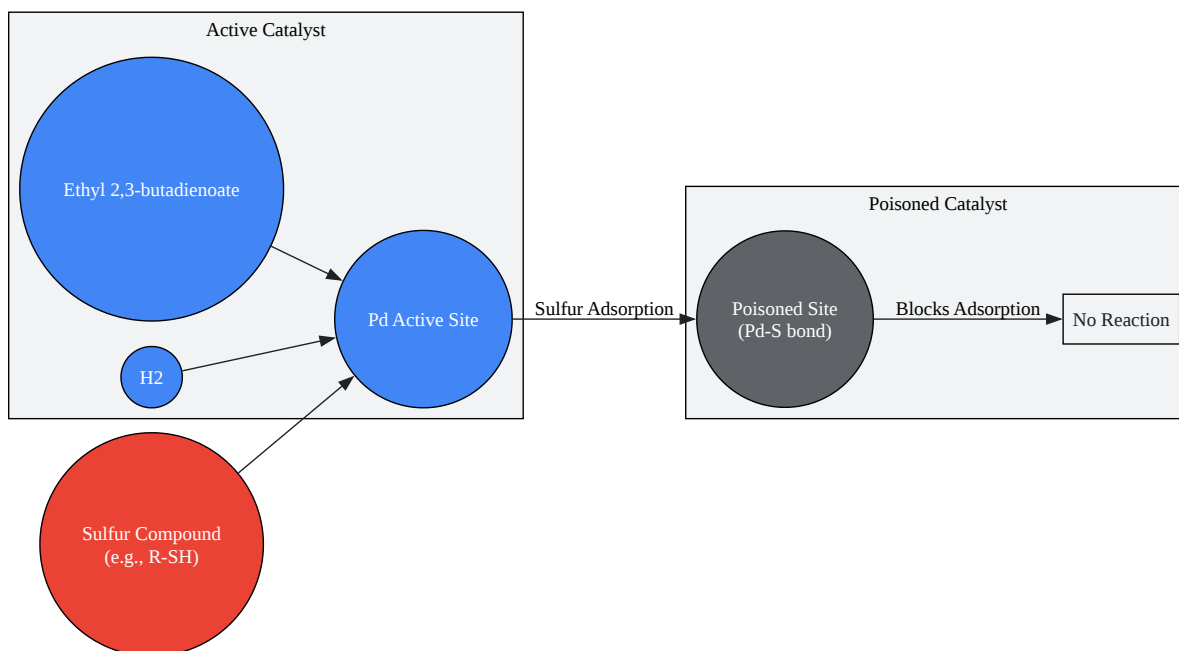 Active Catalyst
Ethyl 2,3-butadienoate
Pd Active Site
H2
Sulfur Compound
(e.g., R-SH)
Sulfur Adsorption
Poisoned Catalyst
Poisoned Site
(Pd-S bond)
Blocks Adsorption
No Reaction